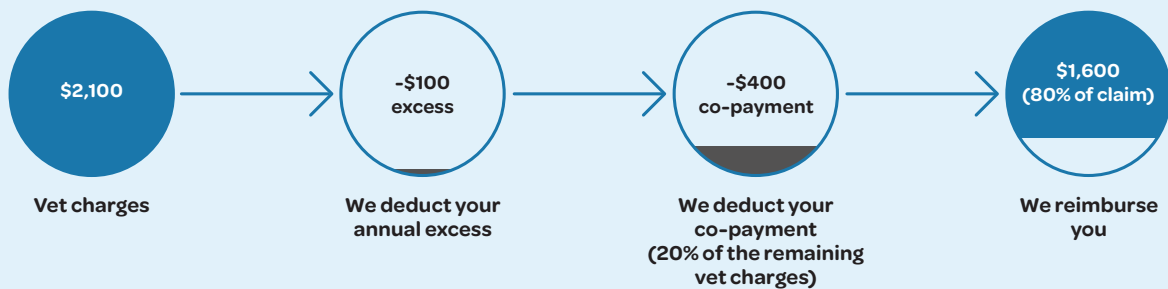 $2,100
-$100
excess
-$400
co-payment
$1,600
(80% of claim)
Vet charges
We deduct your
annual excess
We deduct your
co-payment
(20% of the remaining
vet charges)
We reimburse
you